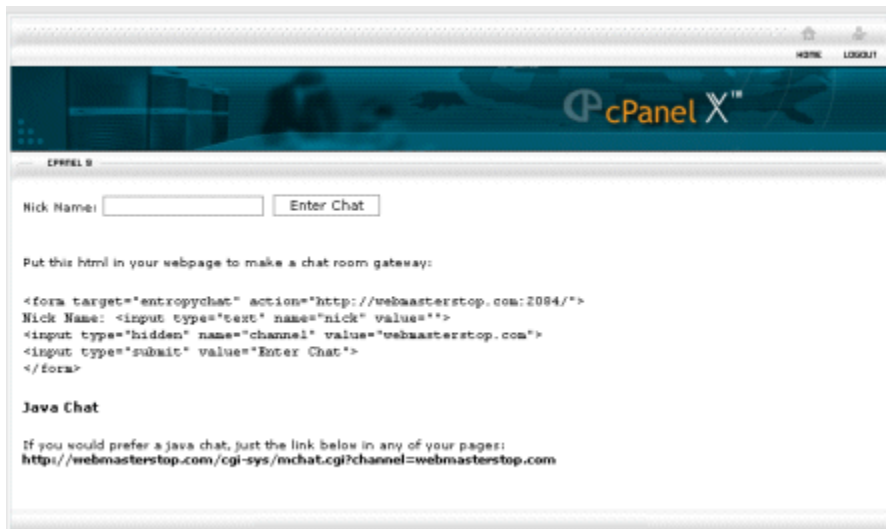 HOME LOGOUT
cPanel X™
CPANEL 9
Nick Name: Enter Chat
Put this html in your webpage to make a chat room gateway:
<form target="entropychat" action="http://webmasterstop.com:2084/">
Nick Name: <input type="text" name="nick" value="">
<input type="hidden" name="channel" value="webmasterstop.com">
<input type="submit" value="Enter Chat">
</form>
Java Chat
If you would prefer a java chat, just the link below in any of your pages:
http://webmasterstop.com/cgi-sys/mchat.cgi?channel=webmasterstop.com